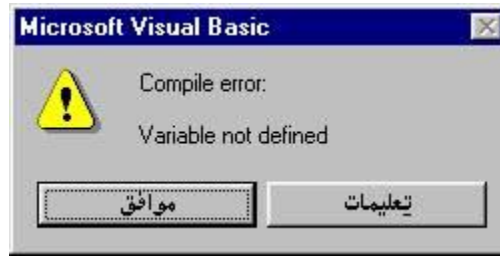 Microsoft Visual Basic
Compile error:
Variable not defined
موافق
تعليمات